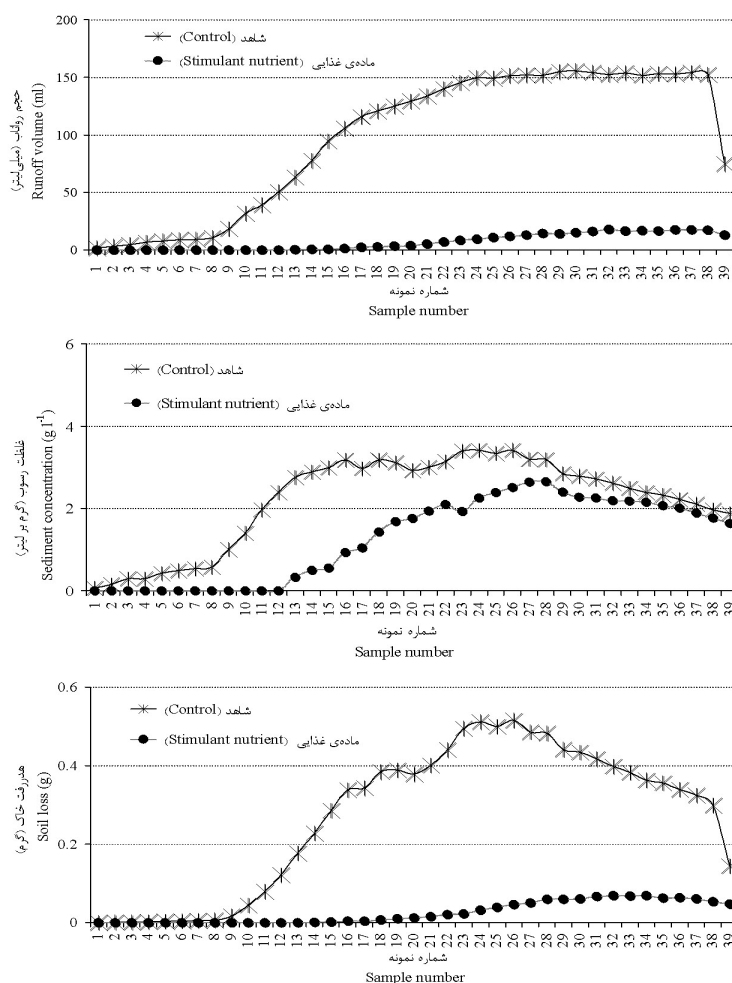 200
150
100
50
0
(Control) شاهد
(Stimulant nutrient) ماده‌ی غذایی
حجم رواناب (میلی‌لیتر)
Runoff volume (ml)
1 2 3 4 5 6 7 8 9 10 11 12 13 14 15 16 17 18 19 20 21 22 23 24 25 26 27 28 29 30 31 32 33 34 35 36 37 38 39
شماره نمونه
Sample number
6
4
2
0
(Control) شاهد
(Stimulant nutrient) ماده‌ی غذایی
غلظت رسوب (گرم بر لیتر)
Sediment concentration (g l⁻¹)
1 2 3 4 5 6 7 8 9 10 11 12 13 14 15 16 17 18 19 20 21 22 23 24 25 26 27 28 29 30 31 32 33 34 35 36 37 38 39
شماره نمونه
Sample number
0.6
0.4
0.2
0
(Control) شاهد
(Stimulant nutrient) ماده‌ی غذایی
هدررفت خاک (گرم)
Soil loss (g)
1 2 3 4 5 6 7 8 9 10 11 12 13 14 15 16 17 18 19 20 21 22 23 24 25 26 27 28 29 30 31 32 33 34 35 36 37 38 39
شماره نمونه
Sample number